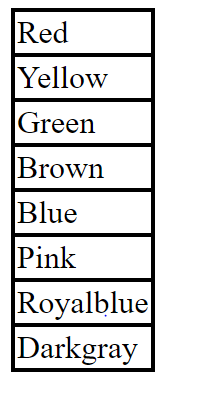 Red
Yellow
Green
Brown
Blue
Pink
Royalblue
Darkgray